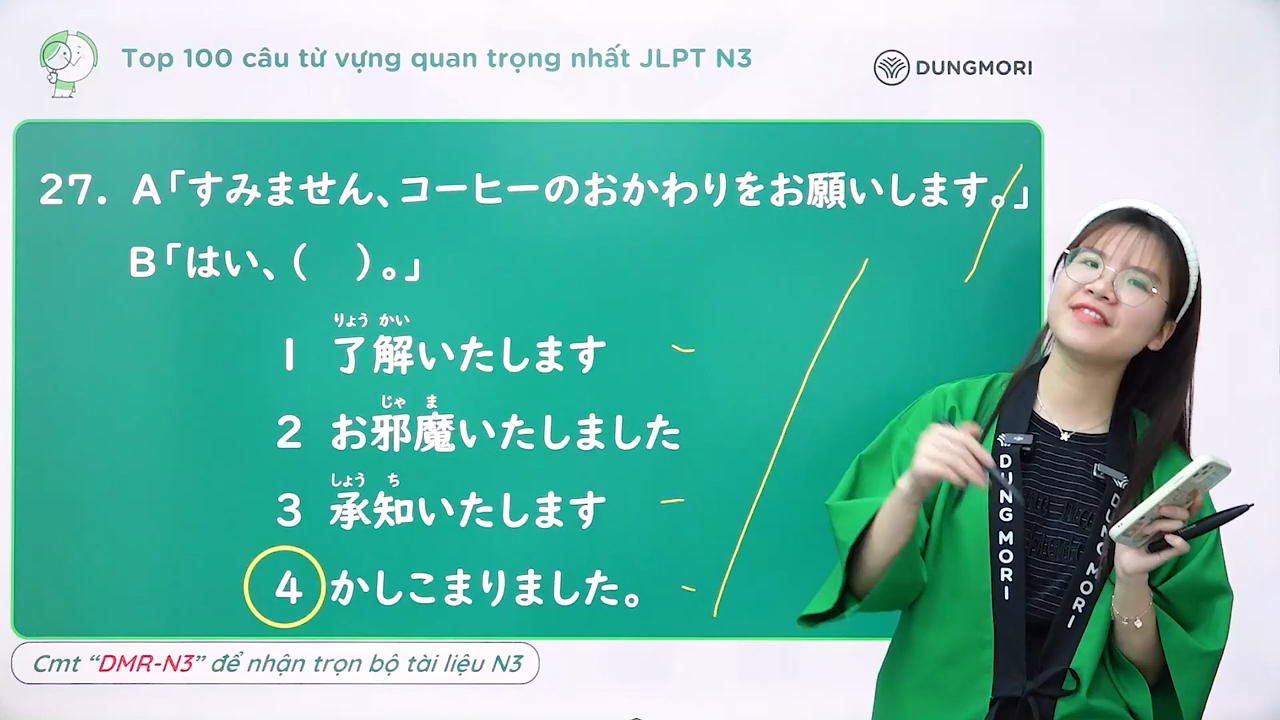 Top 100 câu từ vựng quan trọng nhất JLPT N3
DUNGMORI
27. A「すみません、コーヒーのおかわりをお願いします。」
B「はい、( )。」
りょう かい
1 了解いたします
じゃ ま
2 お邪魔いたしました
しょう ち
3 承知いたします
4 かしこまりました。
Cmt “DMR-N3” để nhận trọn bộ tài liệu N3
DUNG MORI
DUNG MORI